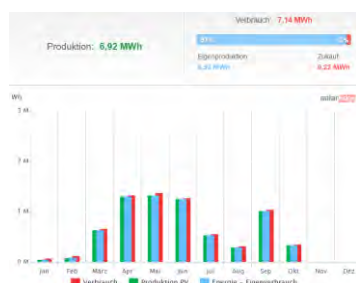 Verbrauch: 7,14 MWh
Produktion: 6,92 MWh
Eigenproduktion
Zukauf
6,92 MWh
0,22 MWh
Wh
solar
0 M
Jan
Feb
März
Apr
Mai
Jun
Jul
Aug
Sep
Okt
Nov
Dez
Verbrauch
Produktion PV
Energie - Eigenverbrauch